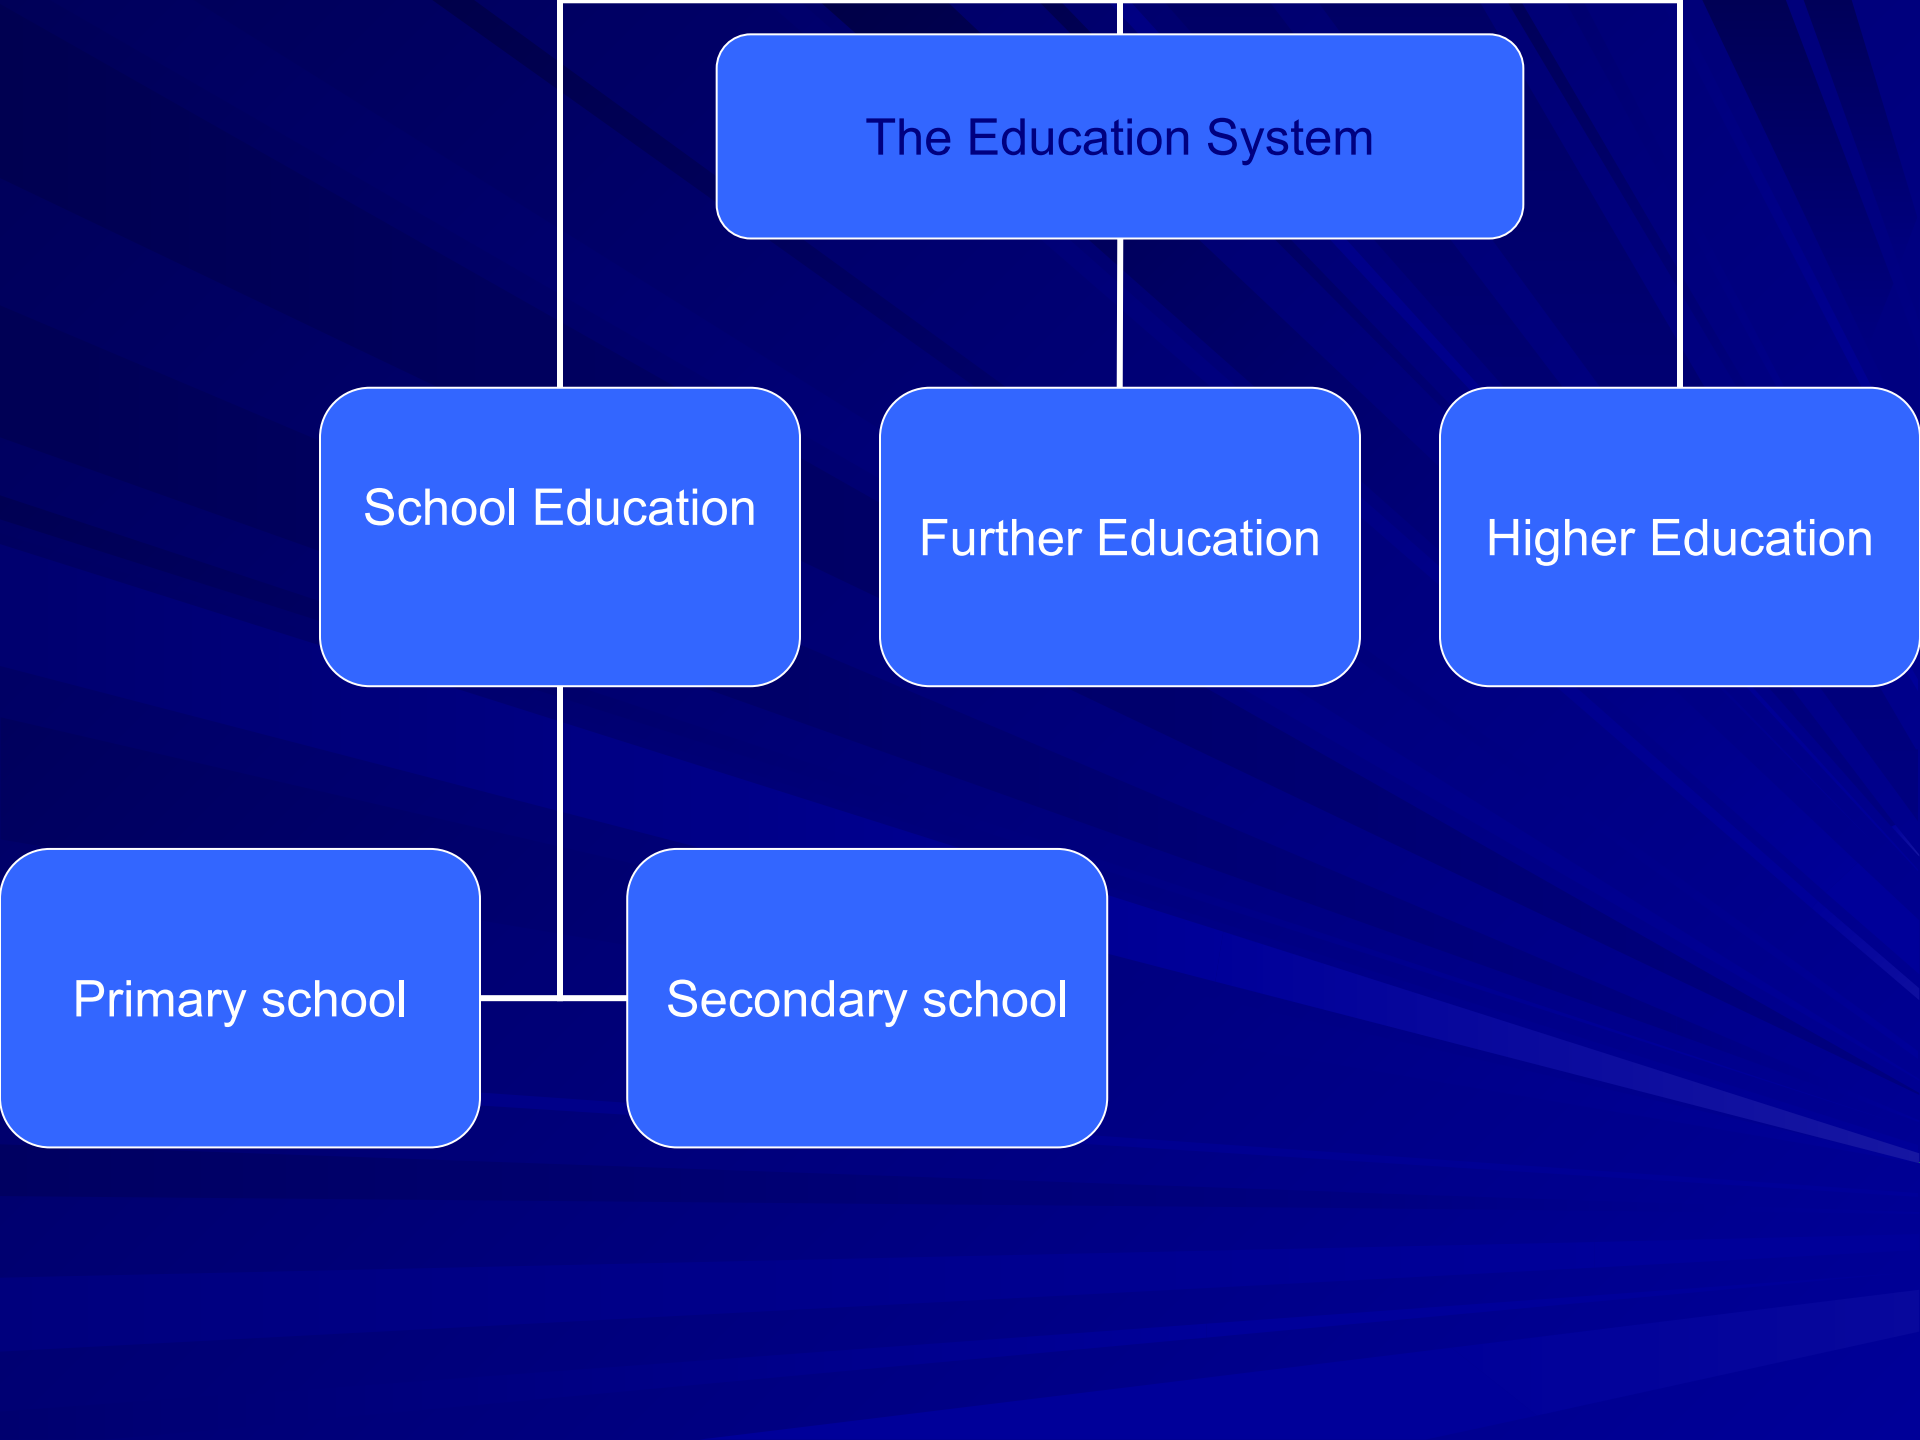 The Education System
School Education
Further Education
Higher Education
Primary school
Secondary school